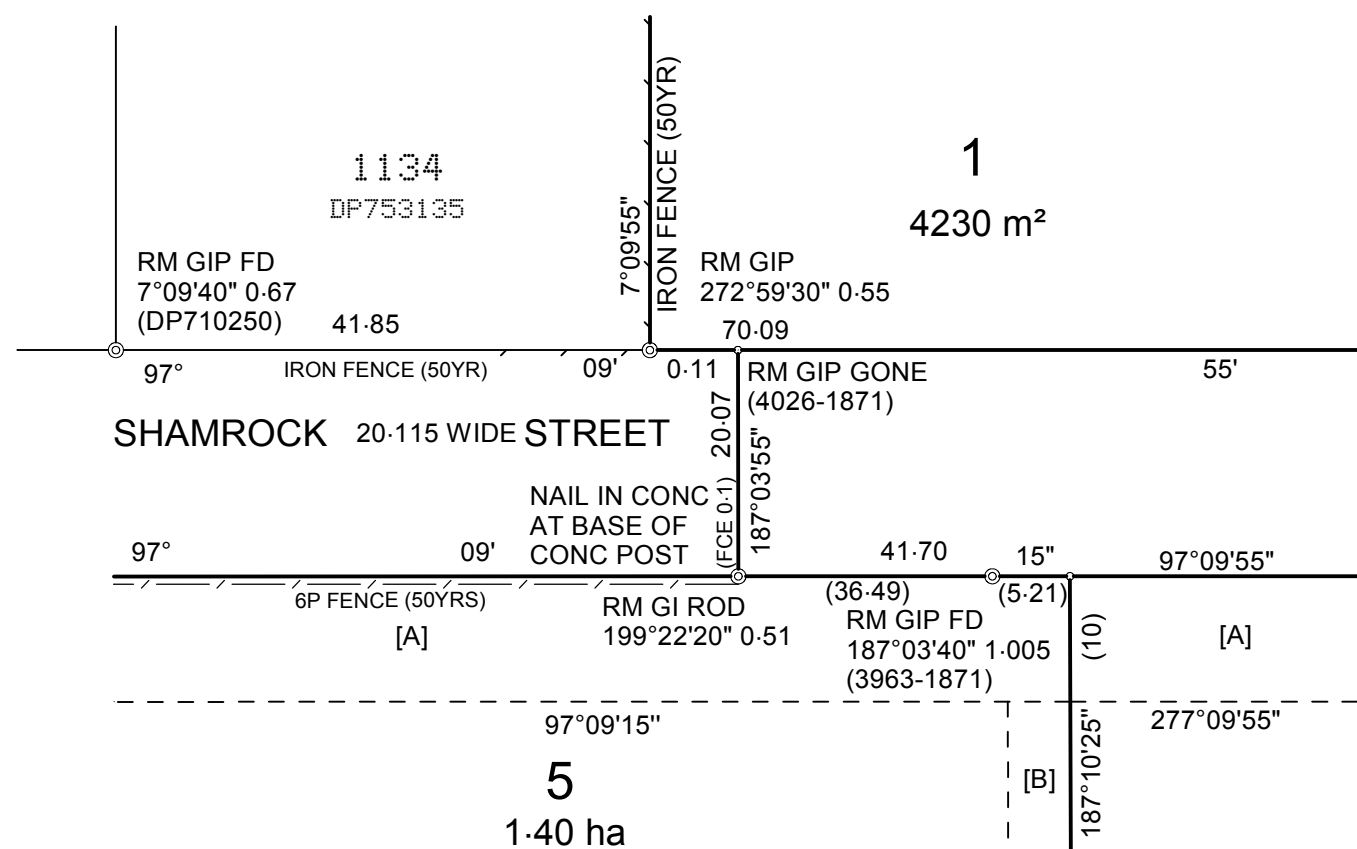 IRON FENCE (50YR)
1134
DP753135
1
4230 m²
7°09'55"
RM GIP FD
7°09'40" 0·67
(DP710250)
41·85
RM GIP
272°59'30" 0·55
70·09
97°
IRON FENCE (50YR)
09'
0·11
RM GIP GONE
(4026-1871)
55'
SHAMROCK 20·115 WIDE STREET
20·07
187°03'55"
(FCE 0·1)
NAIL IN CONC
AT BASE OF
CONC POST
97°
09'
41·70
15"
97°09'55"
6P FENCE (50YRS)
(36·49)
(5·21)
[A]
RM GI ROD
199°22'20" 0·51
RM GIP FD
187°03'40" 1·005
(3963-1871)
(10)
[A]
97°09'15''
277°09'55"
5
1·40 ha
[B]
187°10'25"